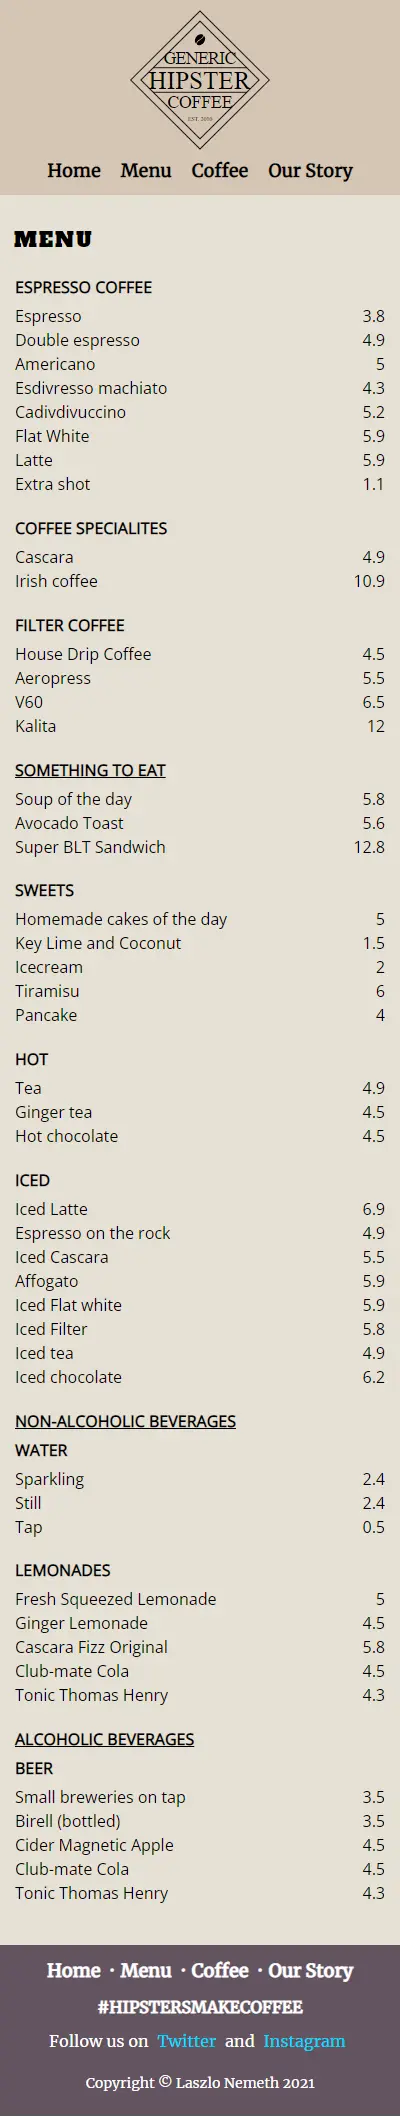 GENERIC
HIPSTER
COFFEE
EST. 2010
Home Menu Coffee Our Story
MENU
ESPRESSO COFFEE
Espresso 3.8
Double espresso 4.9
Americano 5
Esdivresso machiato 4.3
Cadivdivuccino 5.2
Flat White 5.9
Latte 5.9
Extra shot 1.1
COFFEE SPECIALITES
Cascara 4.9
Irish coffee 10.9
FILTER COFFEE
House Drip Coffee 4.5
Aeropress 5.5
V60 6.5
Kalita 12
SOMETHING TO EAT
Soup of the day 5.8
Avocado Toast 5.6
Super BLT Sandwich 12.8
SWEETS
Homemade cakes of the day 5
Key Lime and Coconut 1.5
Icecream 2
Tiramisu 6
Pancake 4
HOT
Tea 4.9
Ginger tea 4.5
Hot chocolate 4.5
ICED
Iced Latte 6.9
Espresso on the rock 4.9
Iced Cascara 5.5
Affogato 5.9
Iced Flat white 5.9
Iced Filter 5.8
Iced tea 4.9
Iced chocolate 6.2
NON-ALCOHOLIC BEVERAGES
WATER
Sparkling 2.4
Still 2.4
Tap 0.5
LEMONADES
Fresh Squeezed Lemonade 5
Ginger Lemonade 4.5
Cascara Fizz Original 5.8
Club-mate Cola 4.5
Tonic Thomas Henry 4.3
ALCOHOLIC BEVERAGES
BEER
Small breweries on tap 3.5
Birell (bottled) 3.5
Cider Magnetic Apple 4.5
Club-mate Cola 4.5
Tonic Thomas Henry 4.3
Home · Menu · Coffee · Our Story
#HIPSTERSMAKECOFFEE
Follow us on Twitter and Instagram
Copyright © Laszlo Nemeth 2021